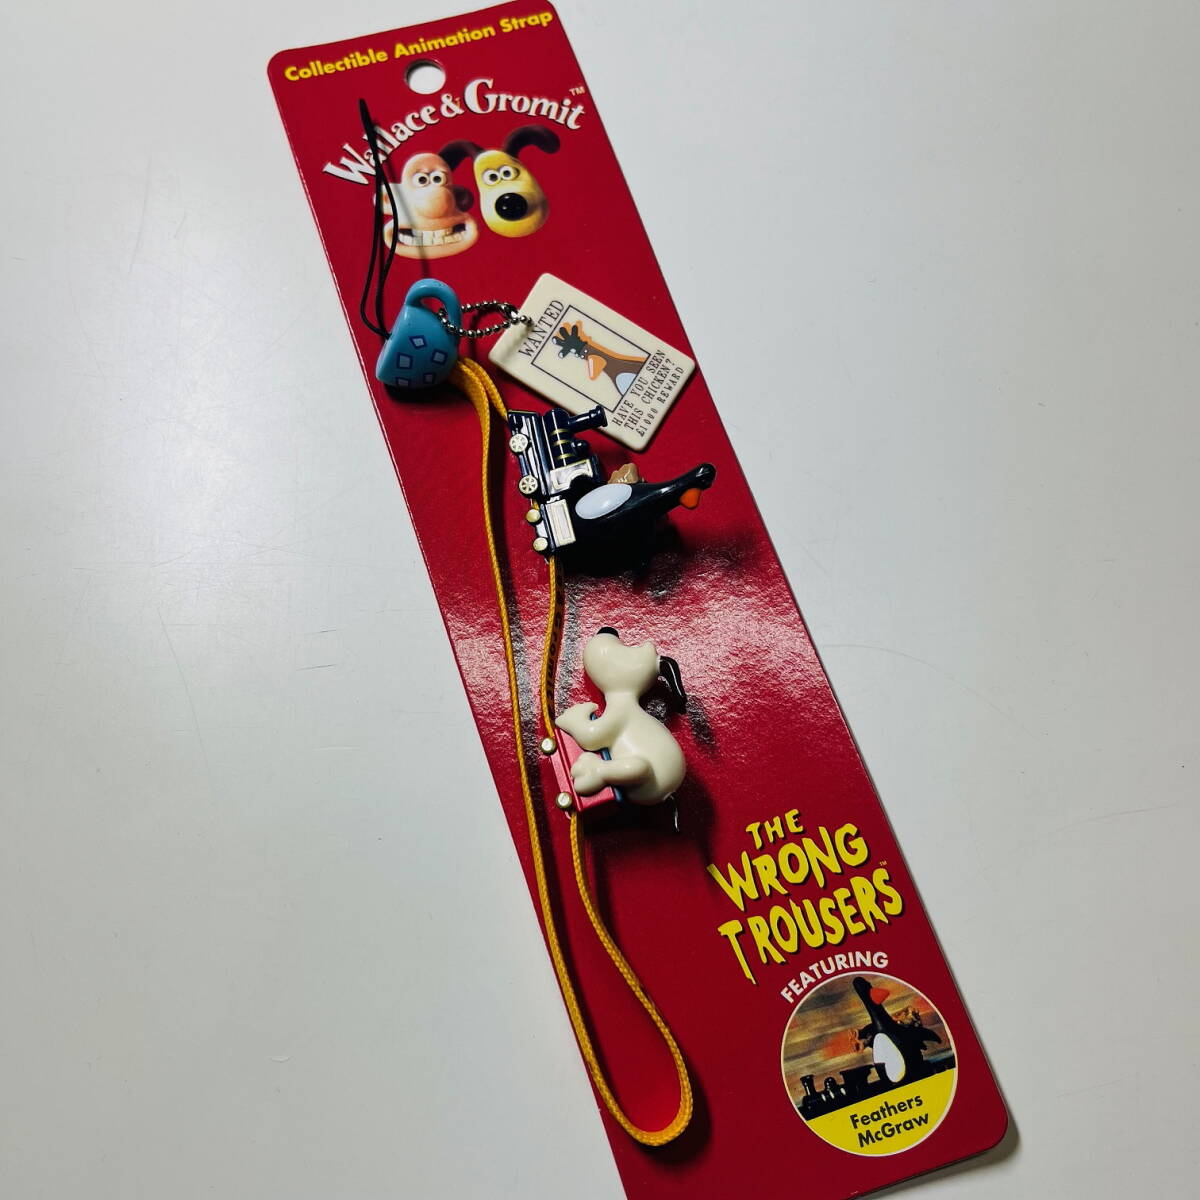 Collectible Animation Strap
Wallace & Gromit™
WANTED
HAVE YOU SEEN
THIS CHICKEN?
£1000 REWARD
THE
WRONG
TROUSERS™
FEATURING
Feathers
McGraw